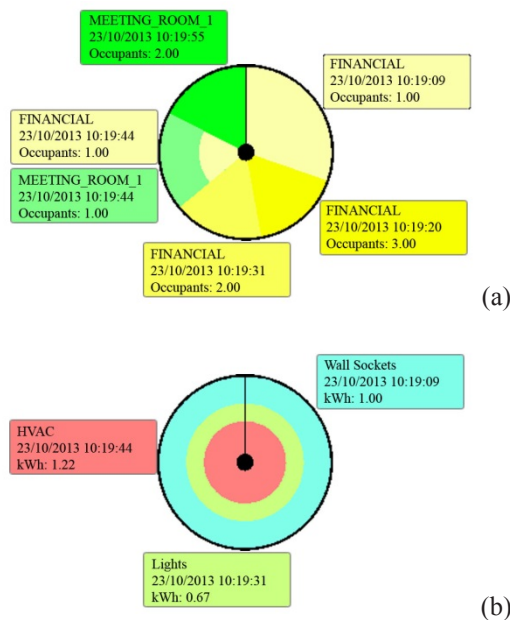 MEETING_ROOM_1
23/10/2013 10:19:55
Occupants: 2.00
FINANCIAL
23/10/2013 10:19:09
Occupants: 1.00
FINANCIAL
23/10/2013 10:19:44
Occupants: 1.00
MEETING_ROOM_1
23/10/2013 10:19:44
Occupants: 1.00
FINANCIAL
23/10/2013 10:19:20
Occupants: 3.00
FINANCIAL
23/10/2013 10:19:31
Occupants: 2.00
(a)
Wall Sockets
23/10/2013 10:19:09
kWh: 1.00
HVAC
23/10/2013 10:19:44
kWh: 1.22
Lights
23/10/2013 10:19:31
kWh: 0.67
(b)